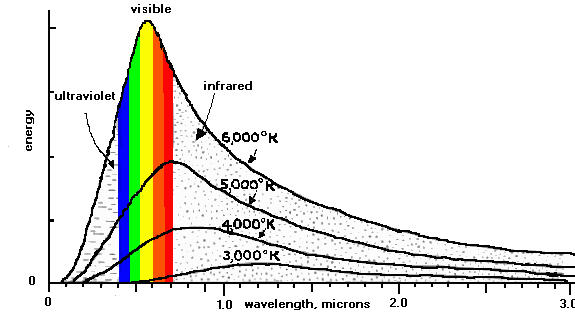 visible
ultraviolet
infrared
energy
6,000°K
5,000°K
4,000°K
3,000°K
0
0
1.0
wavelength, microns
2.0
3.0